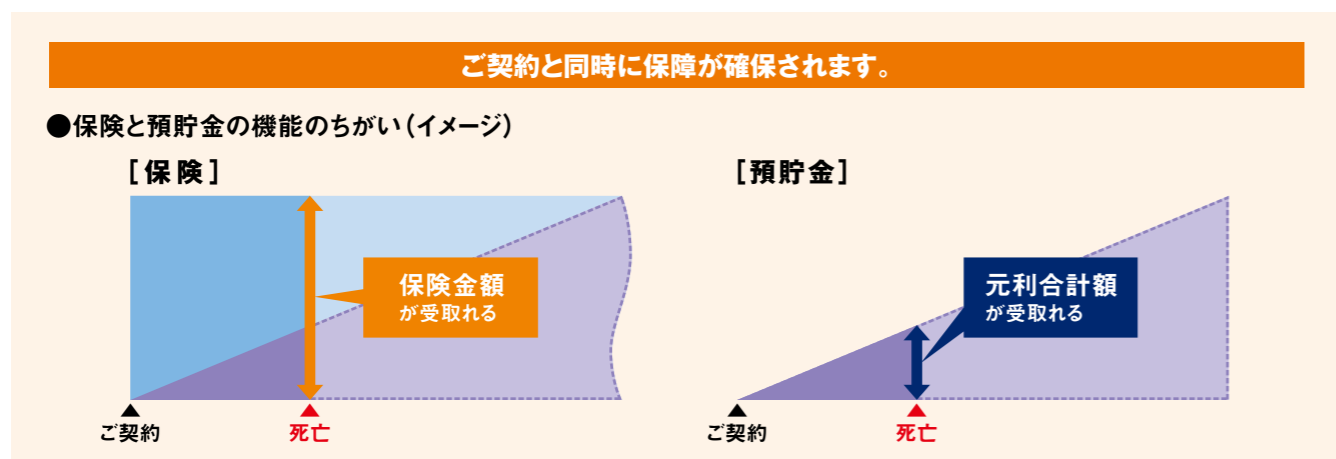 ご契約と同時に保障が確保されます。
●保険と預貯金の機能のちがい（イメージ）
［保険］
保険金額
が受取れる
▲
ご契約
▲
死亡
［預貯金］
元利合計額
が受取れる
▲
ご契約
▲
死亡